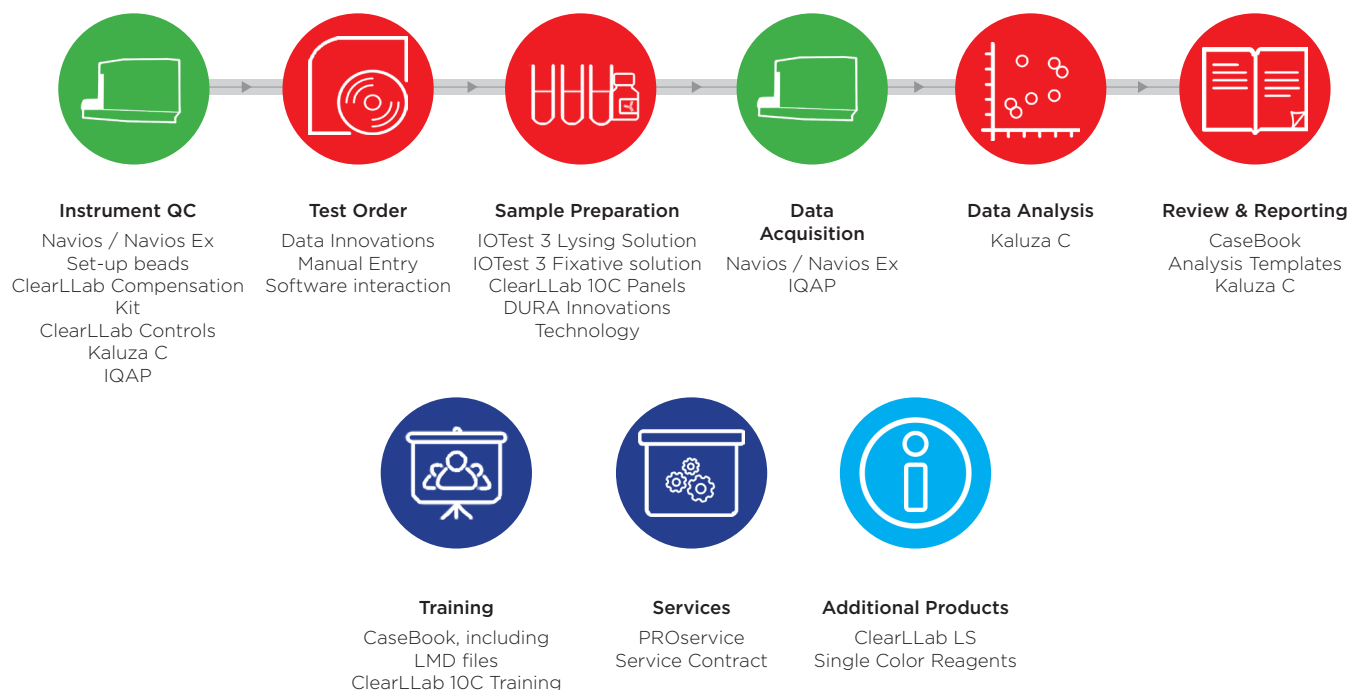 Instrument QC
Navios / Navios Ex
Set-up beads
ClearLLab Compensation
Kit
ClearLLab Controls
Kaluza C
IQAP
Test Order
Data Innovations
Manual Entry
Software interaction
Sample Preparation
IOTest 3 Lysing Solution
IOTest 3 Fixative solution
ClearLLab 10C Panels
DURA Innovations
Technology
Data
Acquisition
Navios / Navios Ex
IQAP
Data Analysis
Kaluza C
Review & Reporting
CaseBook
Analysis Templates
Kaluza C
Training
CaseBook, including
LMD files
ClearLLab 10C Training
Services
PROservice
Service Contract
Additional Products
ClearLLab LS
Single Color Reagents